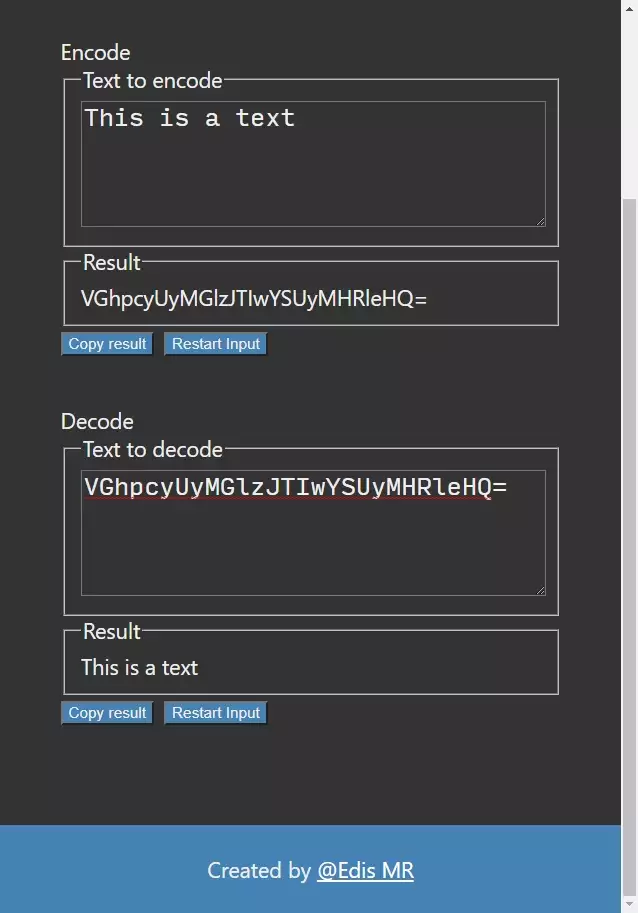 Encode
Text to encode
This is a text
Result
VGhpcyUyMGlzJTIwYSUyMHRleHQ=
Copy result Restart Input
Decode
Text to decode
VGhpcyUyMGlzJTIwYSUyMHRleHQ=
Result
This is a text
Copy result Restart Input
Created by @Edis MR